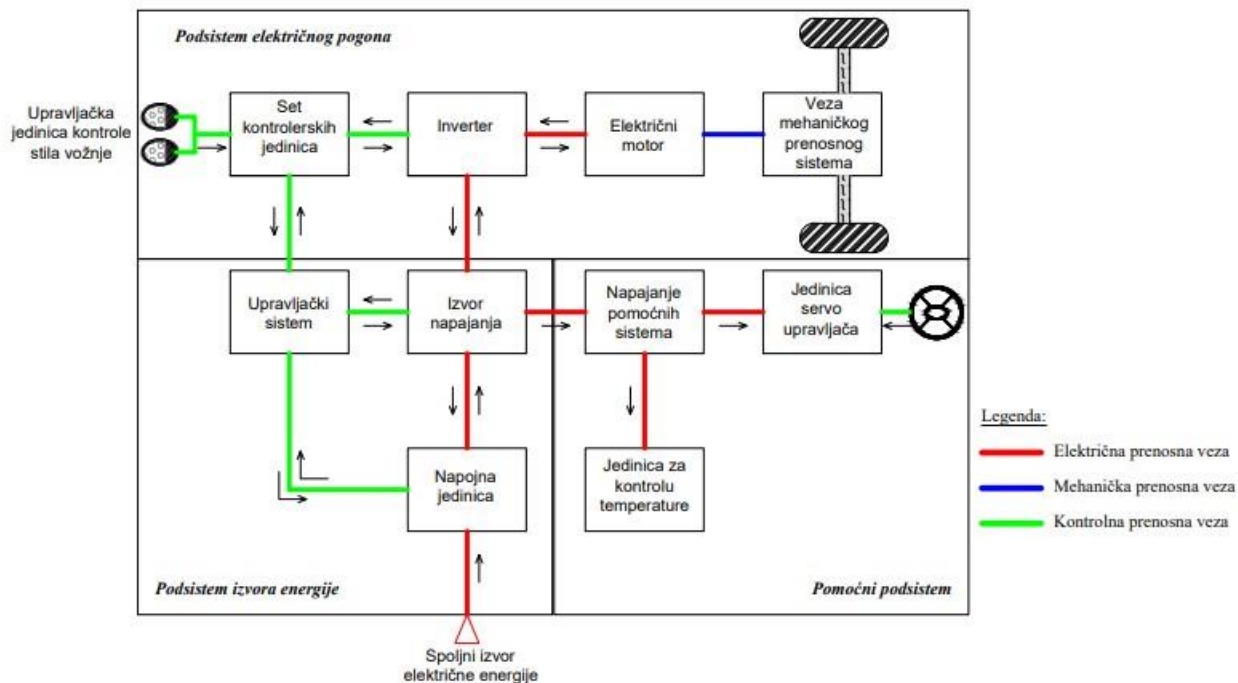 Podsistem električnog pogona
Upravljačka
jedinica kontrole
stila vožnje
Set
kontrolerskih
jedinica
Inverter
Električni
motor
Veza
mehaničkog
prenosnog
sistema
Upravljački
sistem
Izvor
napajanja
Napajanje
pomoćnih
sistema
Jedinica
servo
upravljača
Napojna
jedinica
Jedinica za
kontrolu
temperature
Legenda:
Električna prenosna veza
Mehanička prenosna veza
Kontrolna prenosna veza
Podsistem izvora energije
Pomoćni podsistem
Spoljni izvor
električne energije